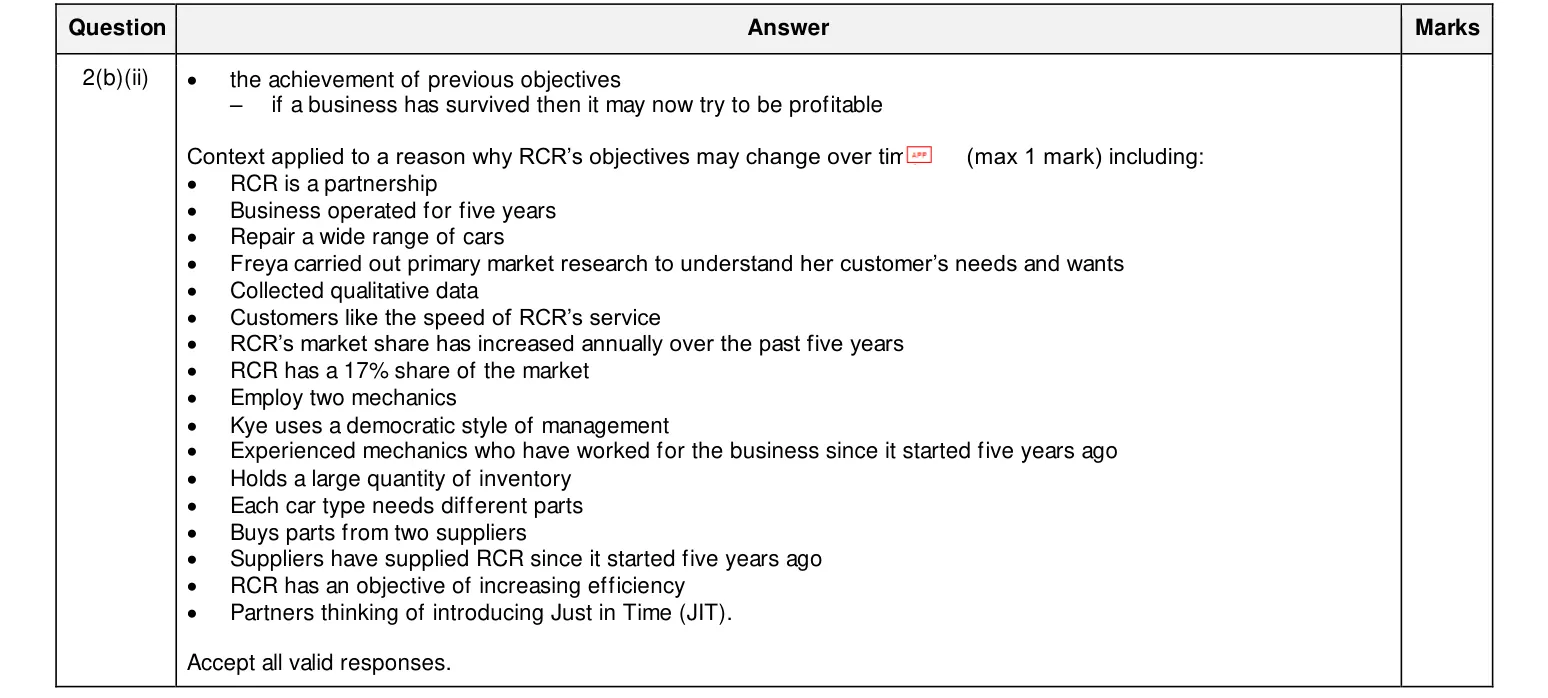 Question Answer Marks
2(b)(ii) • the achievement of previous objectives
– if a business has survived then it may now try to be profitable
Context applied to a reason why RCR's objectives may change over tim APP (max 1 mark) including:
• RCR is a partnership
• Business operated for five years
• Repair a wide range of cars
• Freya carried out primary market research to understand her customer's needs and wants
• Collected qualitative data
• Customers like the speed of RCR's service
• RCR's market share has increased annually over the past five years
• RCR has a 17% share of the market
• Employ two mechanics
• Kye uses a democratic style of management
• Experienced mechanics who have worked for the business since it started five years ago
• Holds a large quantity of inventory
• Each car type needs different parts
• Buys parts from two suppliers
• Suppliers have supplied RCR since it started five years ago
• RCR has an objective of increasing efficiency
• Partners thinking of introducing Just in Time (JIT).
Accept all valid responses.